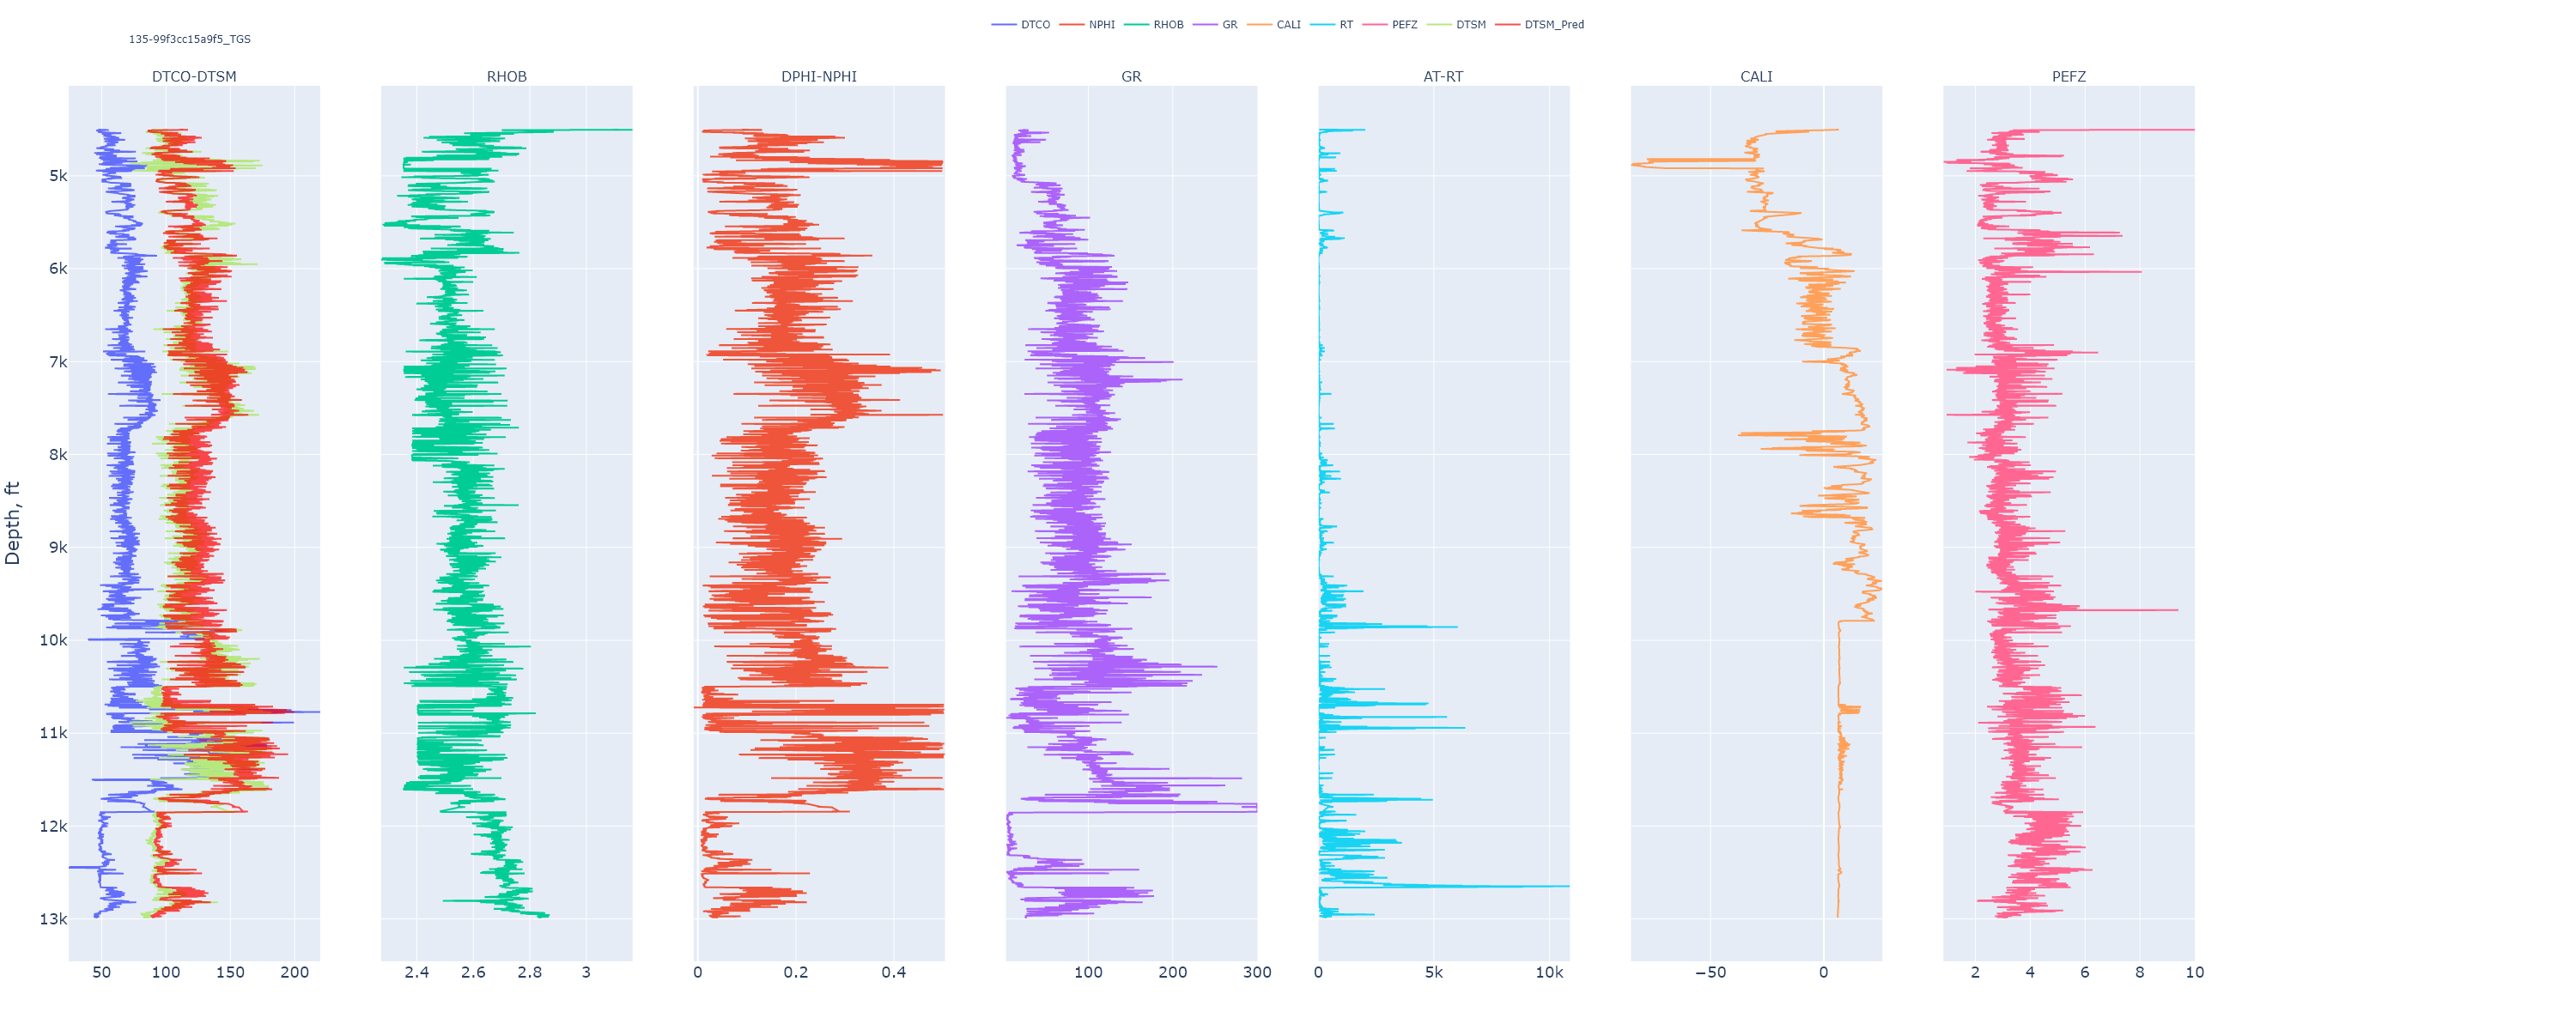 DTCO NPHI RHOB GR CALI RT PEFZ DTSM DTSM_Pred
135-99f3cc15a9f5_TGS
DTCO-DTSM RHOB DPHI-NPHI GR AT-RT CALI PEFZ
Depth, ft
5k
6k
7k
8k
9k
10k
11k
12k
13k
50 100 150 200 2.4 2.6 2.8 3 0 0.2 0.4 100 200 300 0 5k 10k −50 0 2 4 6 8 10